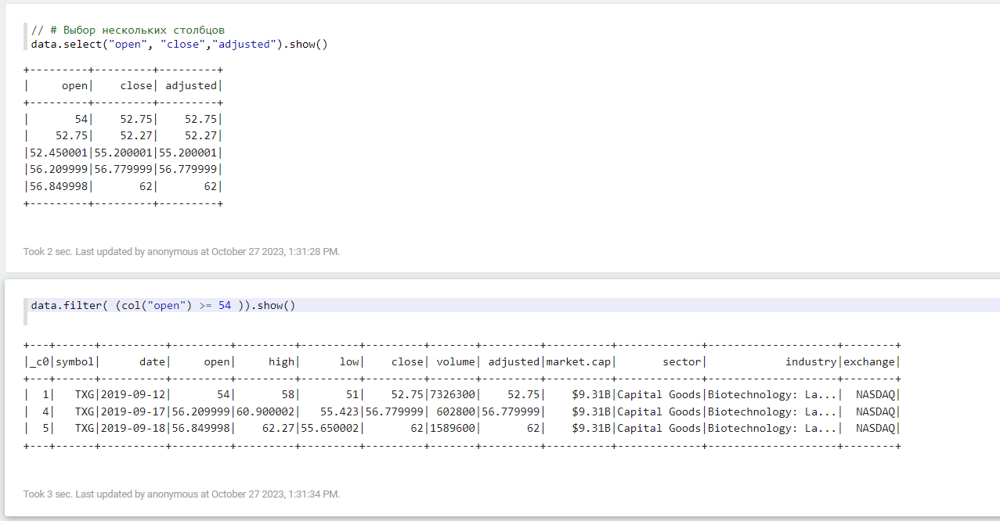 // # Выбор нескольких столбцов
data.select("open", "close","adjusted").show()
+---------+---------+---------+
|     open|    close| adjusted|
+---------+---------+---------+
|       54|    52.75|    52.75|
|    52.75|    52.27|    52.27|
|52.450001|55.200001|55.200001|
|56.209999|56.779999|56.779999|
|56.849998|       62|       62|
+---------+---------+---------+
Took 2 sec. Last updated by anonymous at October 27 2023, 1:31:28 PM.
data.filter( (col("open") >= 54 )).show()
+---+------+----------+---------+---------+---------+---------+-------+---------+----------+-------------+--------------------+--------+
|_c0|symbol|      date|     open|     high|      low|    close| volume| adjusted|market.cap|       sector|            industry|exchange|
+---+------+----------+---------+---------+---------+---------+-------+---------+----------+-------------+--------------------+--------+
|  1|   TXG|2019-09-12|       54|       58|       51|    52.75|7326300|    52.75|    $9.31B|Capital Goods|Biotechnology: La...|  NASDAQ|
|  4|   TXG|2019-09-17|56.209999|60.900002|   55.423|56.779999| 602800|56.779999|    $9.31B|Capital Goods|Biotechnology: La...|  NASDAQ|
|  5|   TXG|2019-09-18|56.849998|    62.27|55.650002|       62|1589600|       62|    $9.31B|Capital Goods|Biotechnology: La...|  NASDAQ|
+---+------+----------+---------+---------+---------+---------+-------+---------+----------+-------------+--------------------+--------+
Took 3 sec. Last updated by anonymous at October 27 2023, 1:31:34 PM.